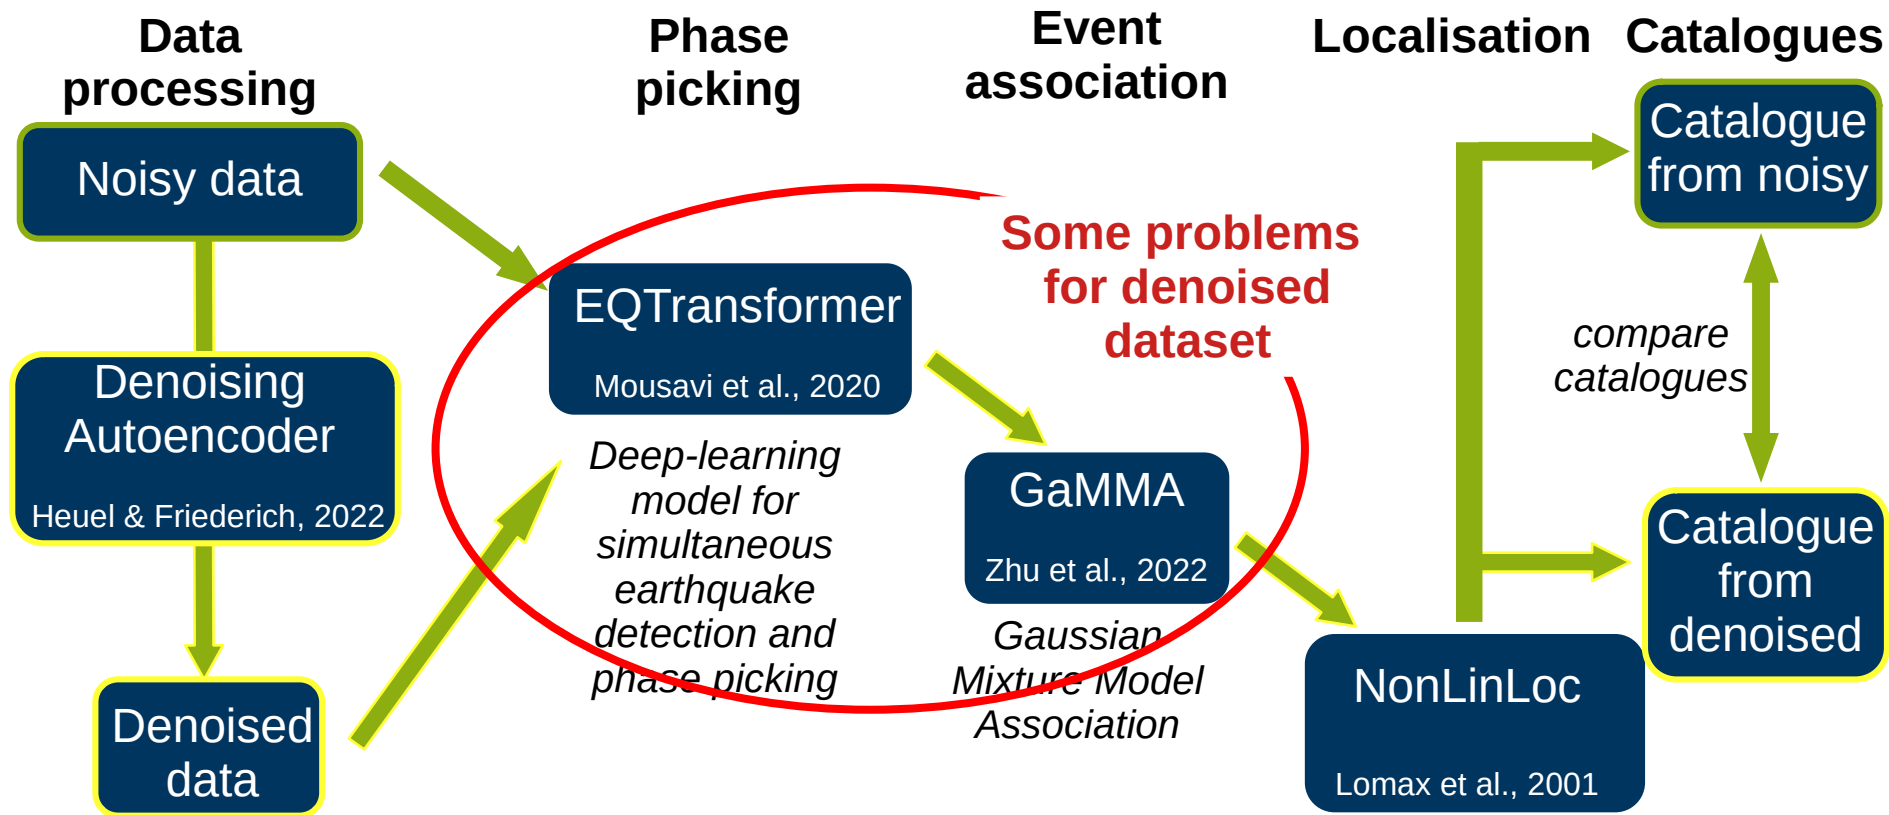 Data
processing
Phase
picking
Event
association
Localisation
Catalogues
Noisy data
Denoising
Autoencoder
Heuel & Friederich, 2022
Denoised
data
EQTransformer
Mousavi et al., 2020
Deep-learning
model for
simultaneous
earthquake
detection and
phase picking
Some problems
for denoised
dataset
GaMMA
Zhu et al., 2022
Gaussian
Mixture Model
Association
NonLinLoc
Lomax et al., 2001
Catalogue
from noisy
compare
catalogues
Catalogue
from
denoised